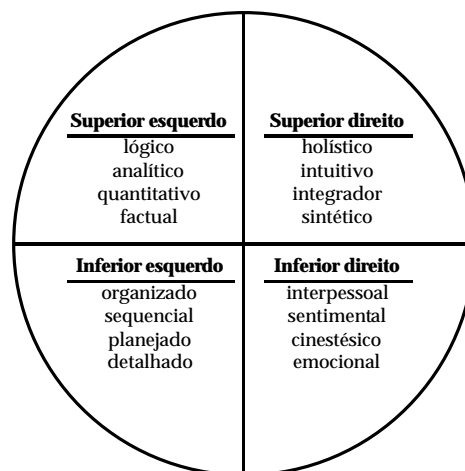 Superior esquerdo
lógico
analítico
quantitativo
factual
Superior direito
holístico
intuitivo
integrador
sintético
Inferior esquerdo
organizado
sequencial
planejado
detalhado
Inferior direito
interpessoal
sentimental
cinestésico
emocional